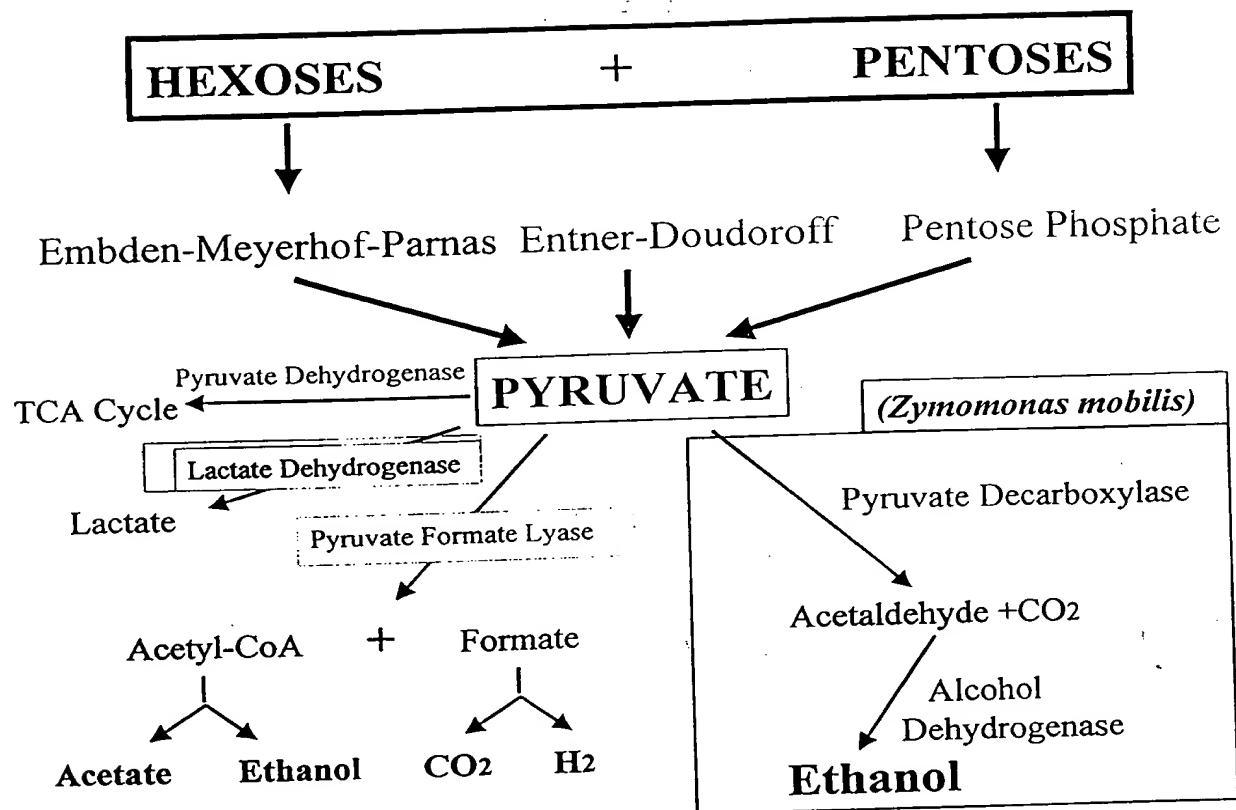 HEXOSES + PENTOSES
Embden-Meyerhof-Parnas Entner-Doudoroff Pentose Phosphate
Pyruvate Dehydrogenase
PYRUVATE
TCA Cycle
(Zymomonas mobilis)
Lactate Dehydrogenase
Lactate
Pyruvate Formate Lyase
Pyruvate Decarboxylase
Acetyl-CoA + Formate
Acetaldehyde +CO2
Acetate Ethanol CO2 H2
Alcohol
Dehydrogenase
Ethanol